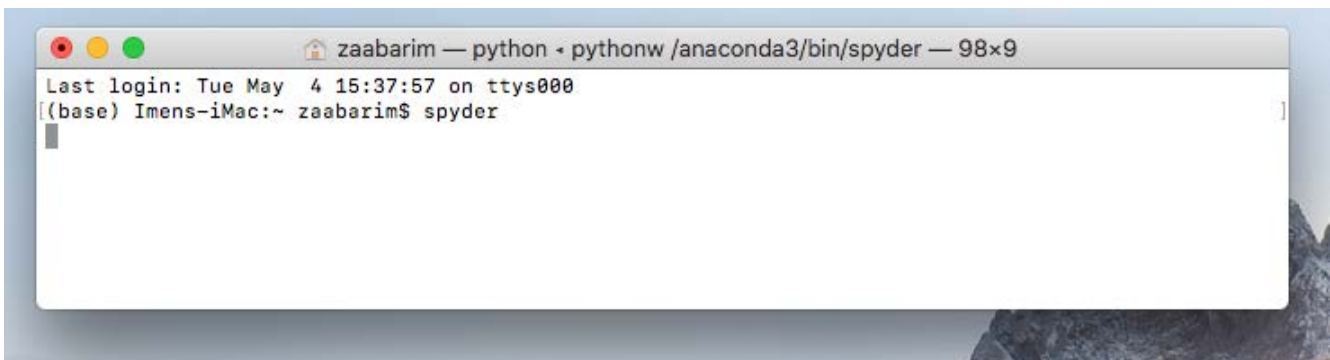 zaabarim — python ◂ pythonw /anaconda3/bin/spyder — 98×9
Last login: Tue May  4 15:37:57 on ttys000
[(base) Imens-iMac:~ zaabarim$ spyder ]